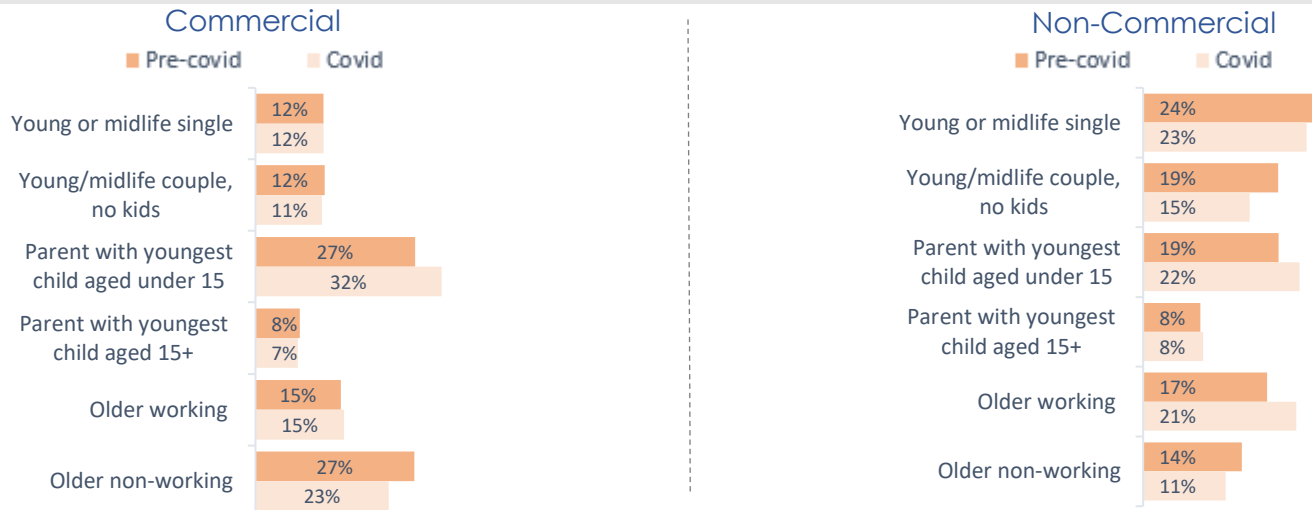 Commercial
Pre-covid Covid
Young or midlife single
12%
12%
Young/midlife couple,
no kids
12%
11%
Parent with youngest
child aged under 15
27%
32%
Parent with youngest
child aged 15+
8%
7%
Older working
15%
15%
Older non-working
27%
23%
Non-Commercial
Pre-covid Covid
Young or midlife single
24%
23%
Young/midlife couple,
no kids
19%
15%
Parent with youngest
child aged under 15
19%
22%
Parent with youngest
child aged 15+
8%
8%
Older working
17%
21%
Older non-working
14%
11%